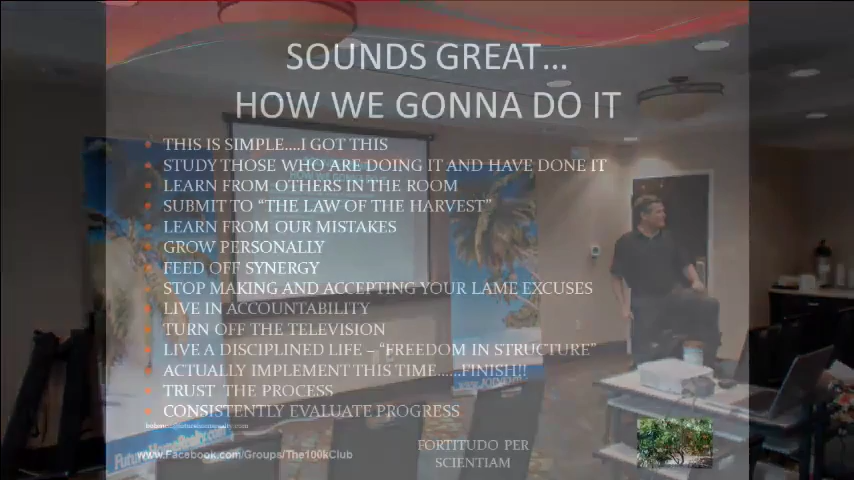 SOUNDS GREAT...
HOW WE GONNA DO IT
THIS IS SIMPLE....I GOT THIS
STUDY THOSE WHO ARE DOING IT AND HAVE DONE IT
LEARN FROM OTHERS IN THE ROOM
SUBMIT TO “THE LAW OF THE HARVEST”
LEARN FROM OUR MISTAKES
GROW PERSONALLY
FEED OFF SYNERGY
STOP MAKING AND ACCEPTING YOUR LAME EXCUSES
LIVE IN ACCOUNTABILITY
TURN OFF THE TELEVISION
LIVE A DISCIPLINED LIFE – “FREEDOM IN STRUCTURE”
ACTUALLY IMPLEMENT THIS TIME......FINISH!!
TRUST THE PROCESS
CONSISTENTLY EVALUATE PROGRESS
www.Facebook.com/Groups/The100kClub
FORTITUDO PER
SCIENTIAM